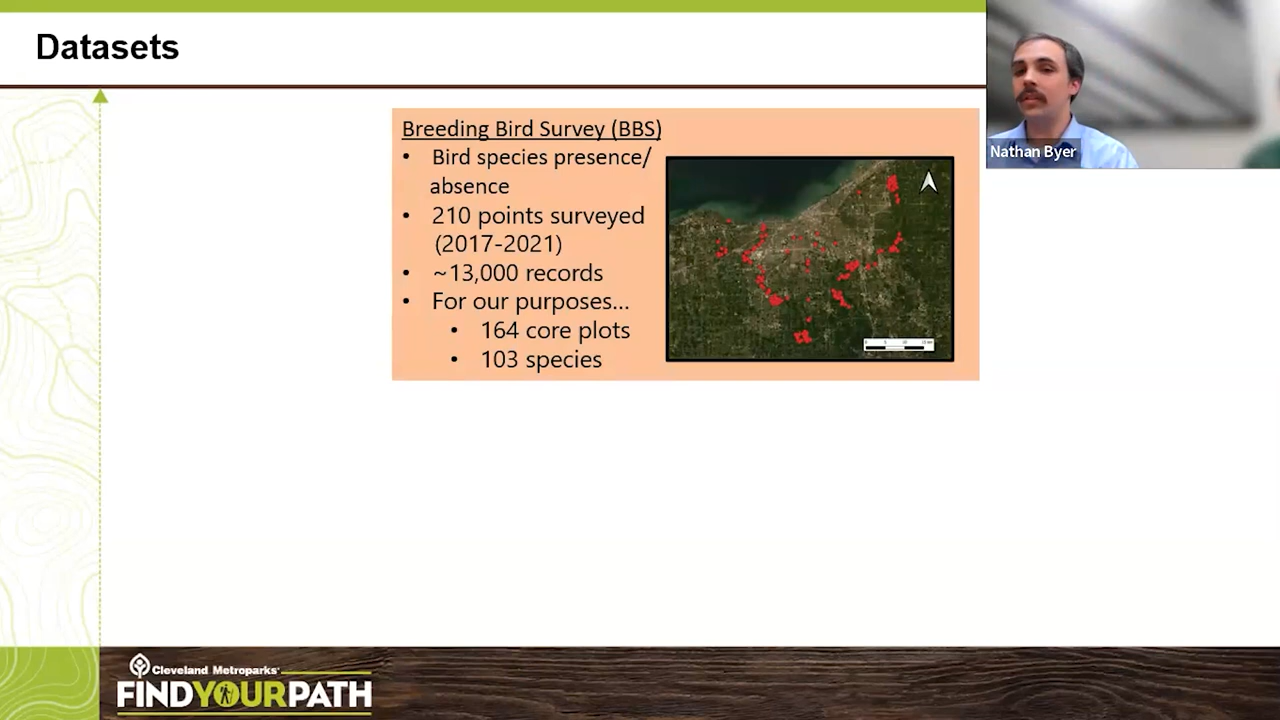 Datasets
Breeding Bird Survey (BBS)
• Bird species presence/
absence
• 210 points surveyed
(2017-2021)
• ~13,000 records
• For our purposes...
• 164 core plots
• 103 species
Nathan Byer
Cleveland Metroparks
FINDYOURPATH